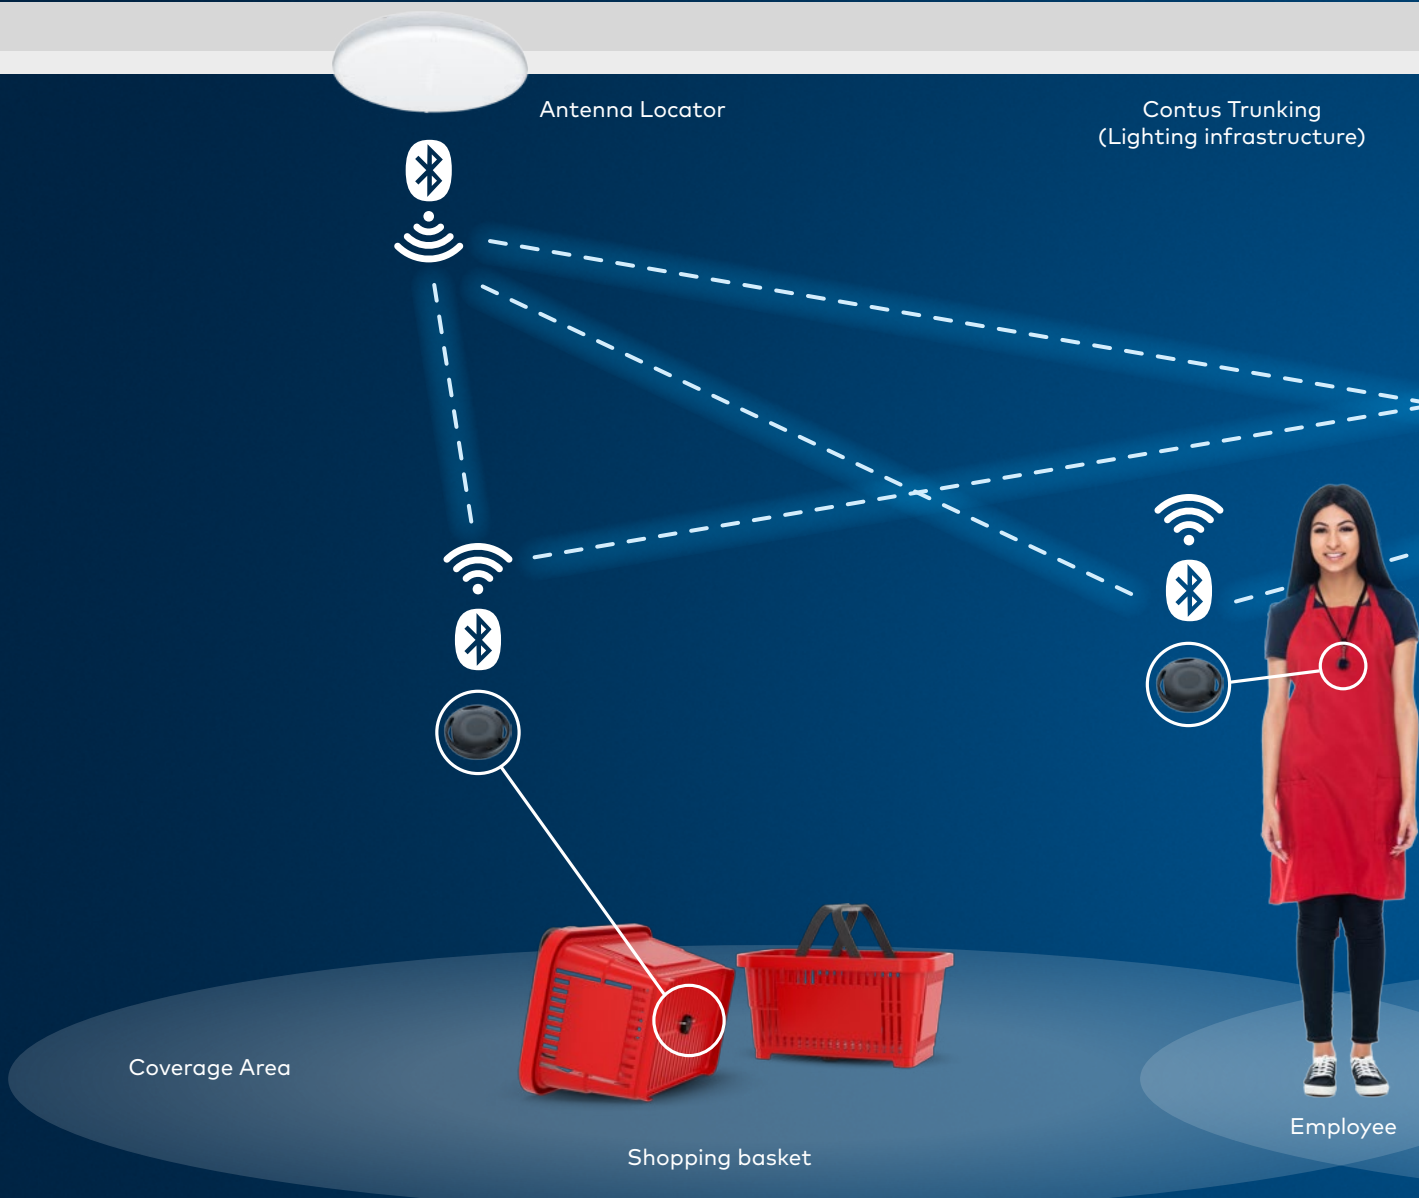 Antenna Locator
Contus Trunking
(Lighting infrastructure)
Coverage Area
Employee
Shopping basket